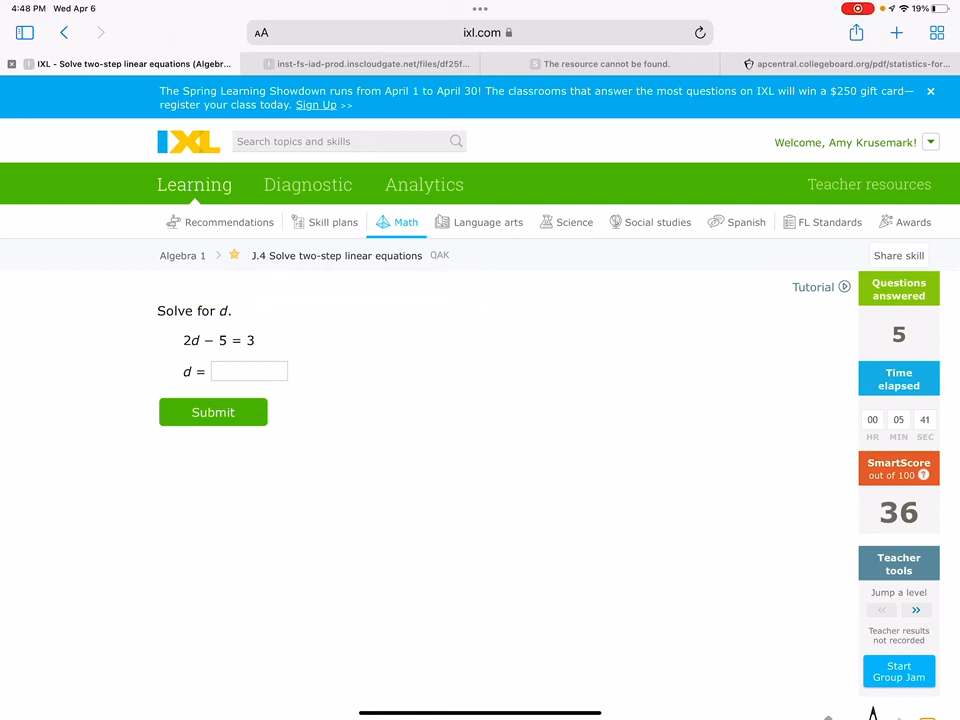 4:48 PM Wed Apr 6
19%
AA
ixl.com
IXL - Solve two-step linear equations (Algebr...
inst-fs-iad-prod.inscloudgate.net/files/df25f...
S The resource cannot be found.
apcentral.collegeboard.org/pdf/statistics-for...
The Spring Learning Showdown runs from April 1 to April 30! The classrooms that answer the most questions on IXL will win a $250 gift card—
register your class today. Sign Up >>
IXL
Search topics and skills
Welcome, Amy Krusemark!
Learning
Diagnostic
Analytics
Teacher resources
Recommendations
Skill plans
Math
Language arts
Science
Social studies
Spanish
FL Standards
Awards
Algebra 1
J.4 Solve two-step linear equations QAK
Share skill
Tutorial
Solve for d.
2d − 5 = 3
d =
Submit
Questions
answered
5
Time
elapsed
00 05 41
HR MIN SEC
SmartScore
out of 100 ?
36
Teacher
tools
Jump a level
Teacher results
not recorded
Start
Group Jam